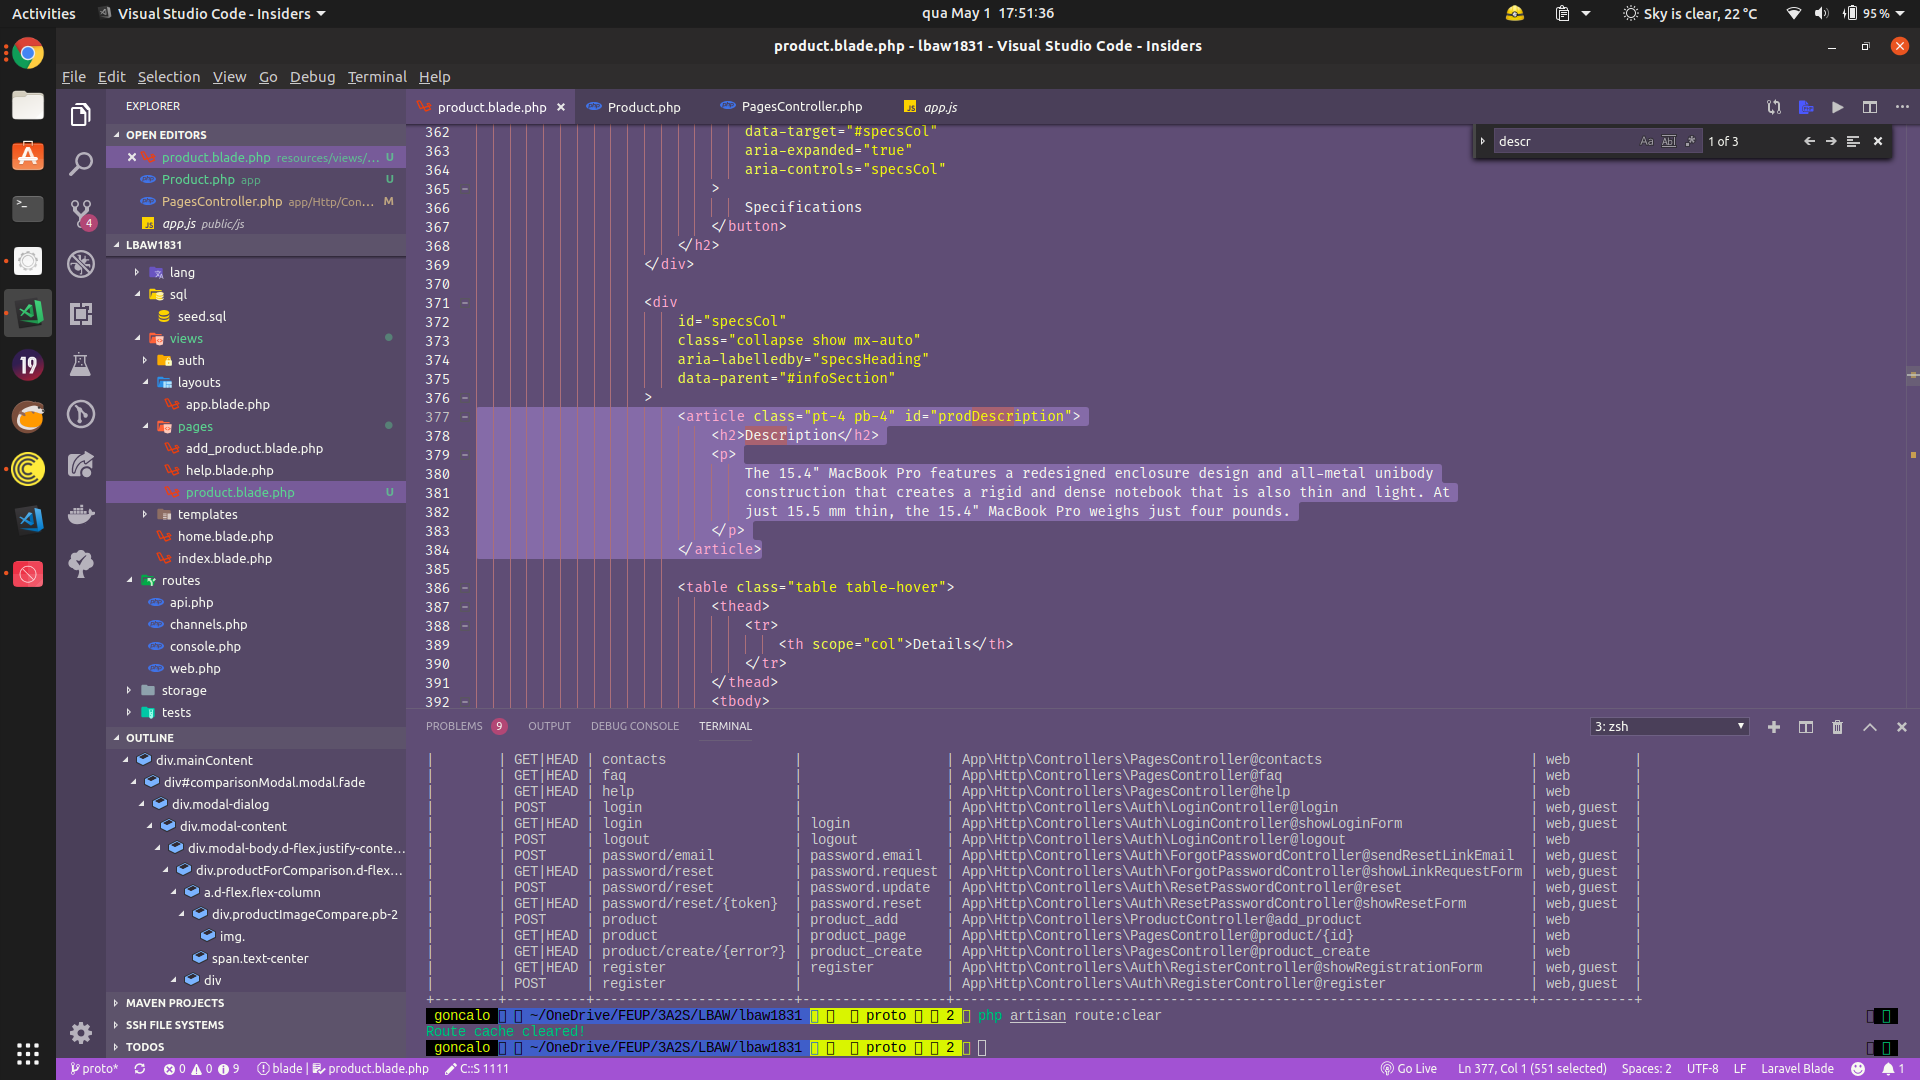 Activities
Visual Studio Code - Insiders
qua May 1 17:51:36
Sky is clear, 22 °C
95 %
product.blade.php - lbaw1831 - Visual Studio Code - Insiders
File Edit Selection View Go Debug Terminal Help
EXPLORER
OPEN EDITORS
product.blade.php resources/views/... U
Product.php app U
PagesController.php app/Http/Con... M
app.js public/js
LBAW1831
lang
sql
seed.sql
views
auth
layouts
app.blade.php
pages
add_product.blade.php
help.blade.php
product.blade.php U
templates
home.blade.php
index.blade.php
routes
api.php
channels.php
console.php
web.php
storage
tests
OUTLINE
div.mainContent
div#comparisonModal.modal.fade
div.modal-dialog
div.modal-content
div.modal-body.d-flex.justify-conte...
div.productForComparison.d-flex...
a.d-flex.flex-column
div.productImageCompare.pb-2
img.
span.text-center
div
MAVEN PROJECTS
SSH FILE SYSTEMS
TODOS
4
19
product.blade.php Product.php PagesController.php app.js
descr Aa Abl .* 1 of 3
362 data-target="#specsCol"
363 aria-expanded="true"
364 aria-controls="specsCol"
365 >
366 Specifications
367 </button>
368 </h2>
369 </div>
370
371 <div
372 id="specsCol"
373 class="collapse show mx-auto"
374 aria-labelledby="specsHeading"
375 data-parent="#infoSection"
376 >
377 <article class="pt-4 pb-4" id="prodDescription">
378 <h2>Description</h2>
379 <p>
380 The 15.4" MacBook Pro features a redesigned enclosure design and all-metal unibody
381 construction that creates a rigid and dense notebook that is also thin and light. At
382 just 15.5 mm thin, the 15.4" MacBook Pro weighs just four pounds.
383 </p>
384 </article>
385
386 <table class="table table-hover">
387 <thead>
388 <tr>
389 <th scope="col">Details</th>
390 </tr>
391 </thead>
392 <tbody>
PROBLEMS 9 OUTPUT DEBUG CONSOLE TERMINAL
3: zsh
| | GET|HEAD | contacts | | App\Http\Controllers\PagesController@contacts | web |
| | GET|HEAD | faq | | App\Http\Controllers\PagesController@faq | web |
| | GET|HEAD | help | | App\Http\Controllers\PagesController@help | web |
| | POST | login | | App\Http\Controllers\Auth\LoginController@login | web,guest |
| | GET|HEAD | login | login | App\Http\Controllers\Auth\LoginController@showLoginForm | web,guest |
| | POST | logout | logout | App\Http\Controllers\Auth\LoginController@logout | web |
| | POST | password/email | password.email | App\Http\Controllers\Auth\ForgotPasswordController@sendResetLinkEmail | web,guest |
| | GET|HEAD | password/reset | password.request | App\Http\Controllers\Auth\ForgotPasswordController@showLinkRequestForm | web,guest |
| | POST | password/reset | password.update | App\Http\Controllers\Auth\ResetPasswordController@reset | web,guest |
| | GET|HEAD | password/reset/{token} | password.reset | App\Http\Controllers\Auth\ResetPasswordController@showResetForm | web,guest |
| | POST | product | product_add | App\Http\Controllers\ProductController@add_product | web |
| | GET|HEAD | product | product_page | App\Http\Controllers\PagesController@product/{id} | web |
| | GET|HEAD | product/create/{error?} | product_create | App\Http\Controllers\PagesController@product_create | web |
| | GET|HEAD | register | register | App\Http\Controllers\Auth\RegisterController@showRegistrationForm | web,guest |
| | POST | register | | App\Http\Controllers\Auth\RegisterController@register | web,guest |
goncalo ~/OneDrive/FEUP/3A2S/LBAW/lbaw1831 proto 2 php artisan route:clear
Route cache cleared!
goncalo ~/OneDrive/FEUP/3A2S/LBAW/lbaw1831 proto 2
proto* 0 0 9 blade | product.blade.php C::S 1111 Go Live Ln 377, Col 1 (551 selected) Spaces: 2 UTF-8 LF Laravel Blade 1